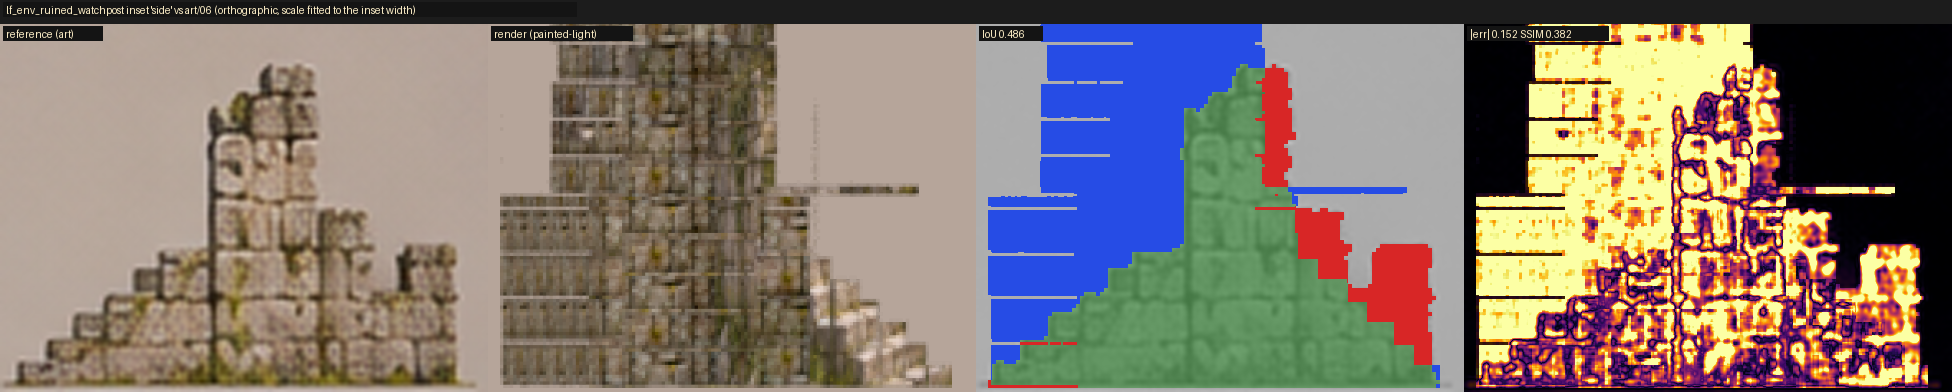 lf_env_ruined_watchpost inset 'side' vs art/06 (orthographic, scale fitted to the inset width)
reference (art)
render (painted-light)
IoU 0.486
|err| 0.152 SSIM 0.382